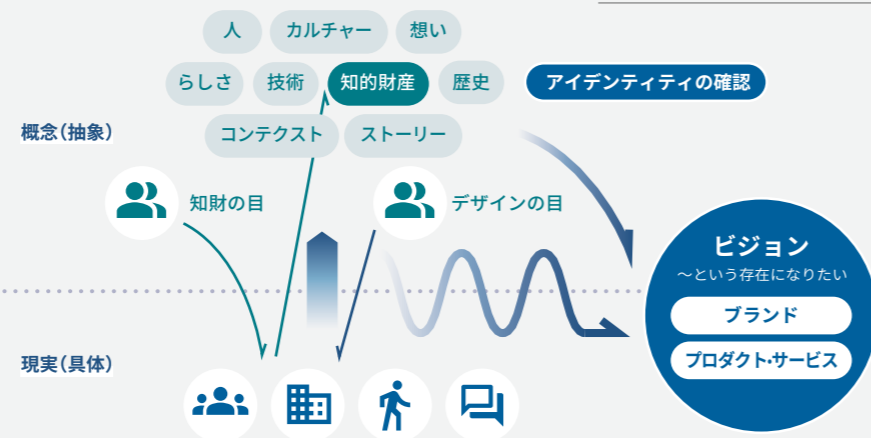 人 カルチャー 想い
らしさ 技術 知的財産 歴史 アイデンティティの確認
概念(抽象)
コンテクスト ストーリー
知財の目 デザインの目
ビジョン
〜という存在になりたい
ブランド
プロダクト・サービス
現実(具体)